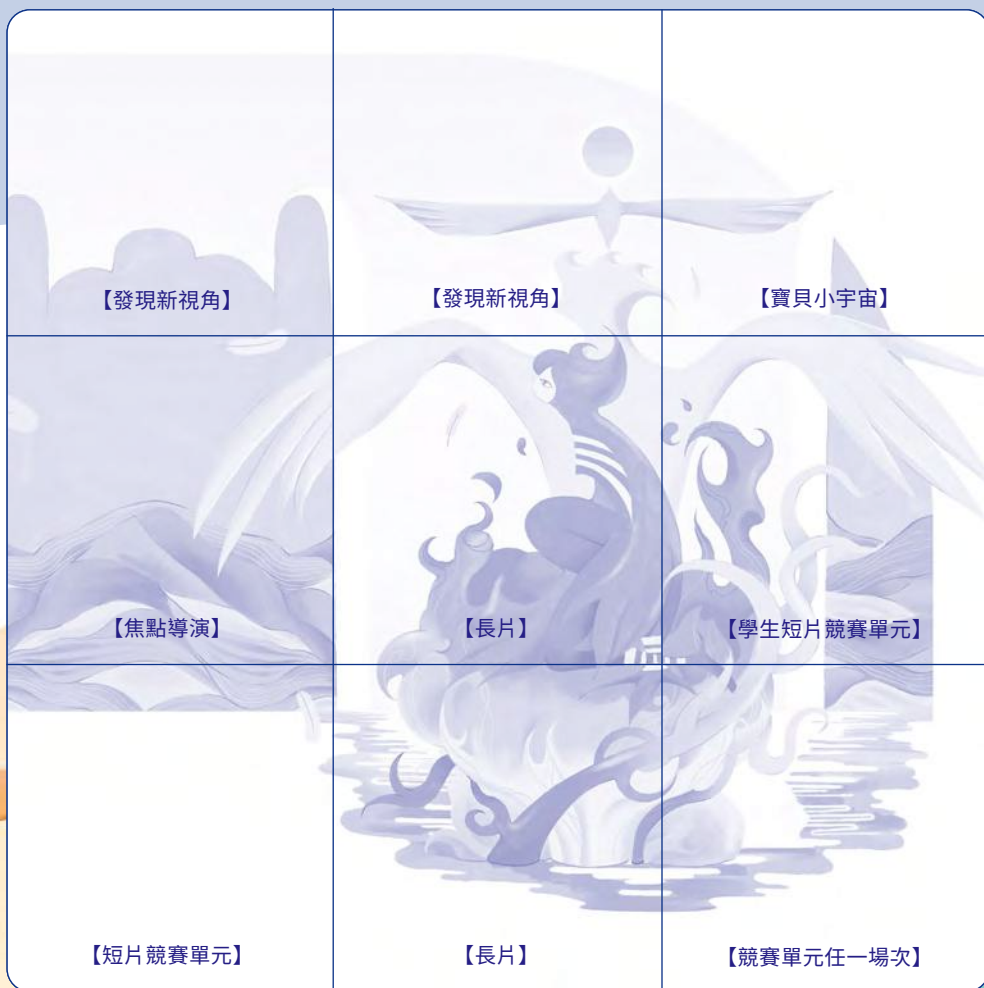 【發現新視角】
【發現新視角】
【寶貝小宇宙】
【焦點導演】
【長片】
【學生短片競賽單元】
【短片競賽單元】
【長片】
【競賽單元任一場次】